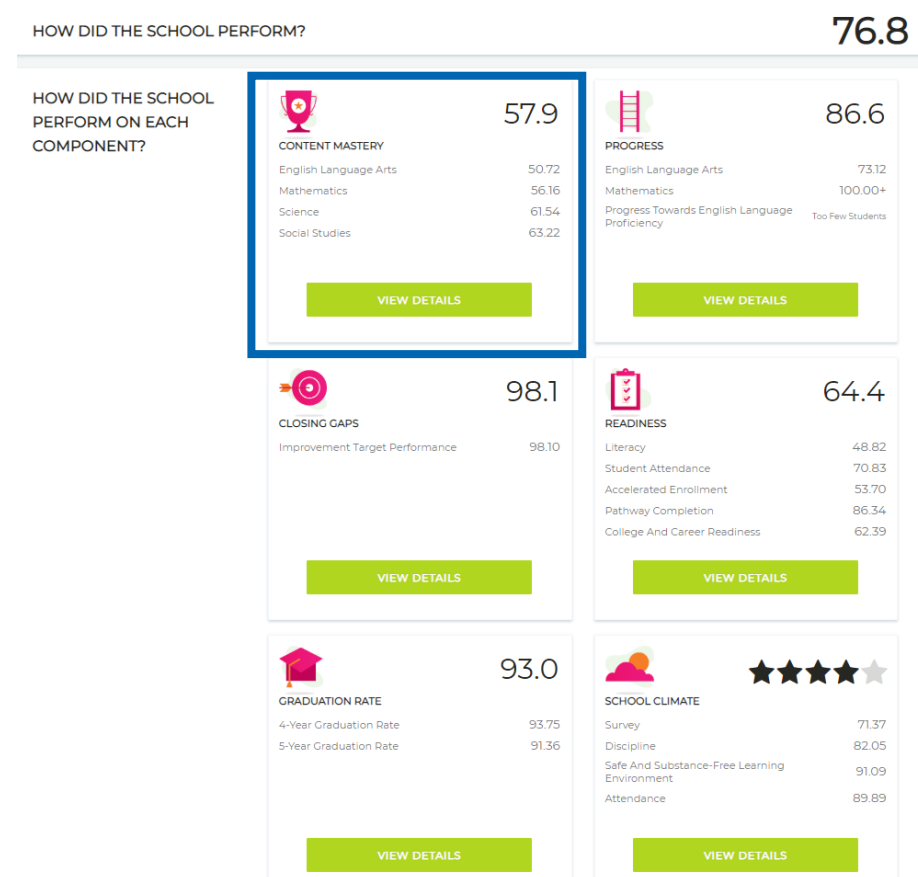 HOW DID THE SCHOOL PERFORM?
76.8
HOW DID THE SCHOOL
PERFORM ON EACH
COMPONENT?
57.9
CONTENT MASTERY
English Language Arts 50.72
Mathematics 56.16
Science 61.54
Social Studies 63.22
VIEW DETAILS
86.6
PROGRESS
English Language Arts 73.12
Mathematics 100.00+
Progress Towards English Language
Proficiency
Too Few Students
VIEW DETAILS
98.1
CLOSING GAPS
Improvement Target Performance 98.10
VIEW DETAILS
64.4
READINESS
Literacy 48.82
Student Attendance 70.83
Accelerated Enrollment 53.70
Pathway Completion 86.34
College And Career Readiness 62.39
VIEW DETAILS
93.0
GRADUATION RATE
4-Year Graduation Rate 93.75
5-Year Graduation Rate 91.36
VIEW DETAILS
SCHOOL CLIMATE
Survey 71.37
Discipline 82.05
Safe And Substance-Free Learning
Environment
91.09
Attendance 89.89
VIEW DETAILS